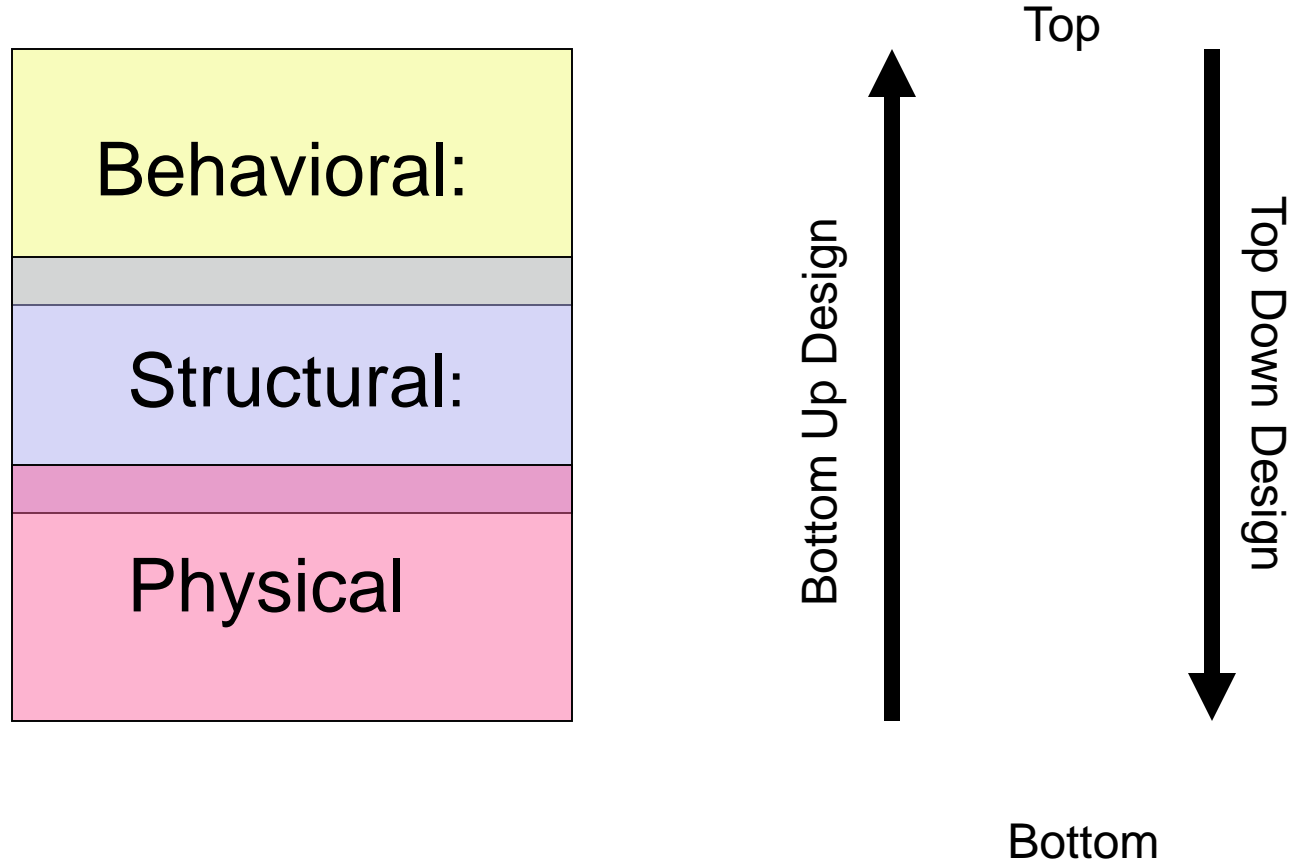 Top
Behavioral:
Structural:
Physical
Bottom Up Design
Top Down Design
Bottom